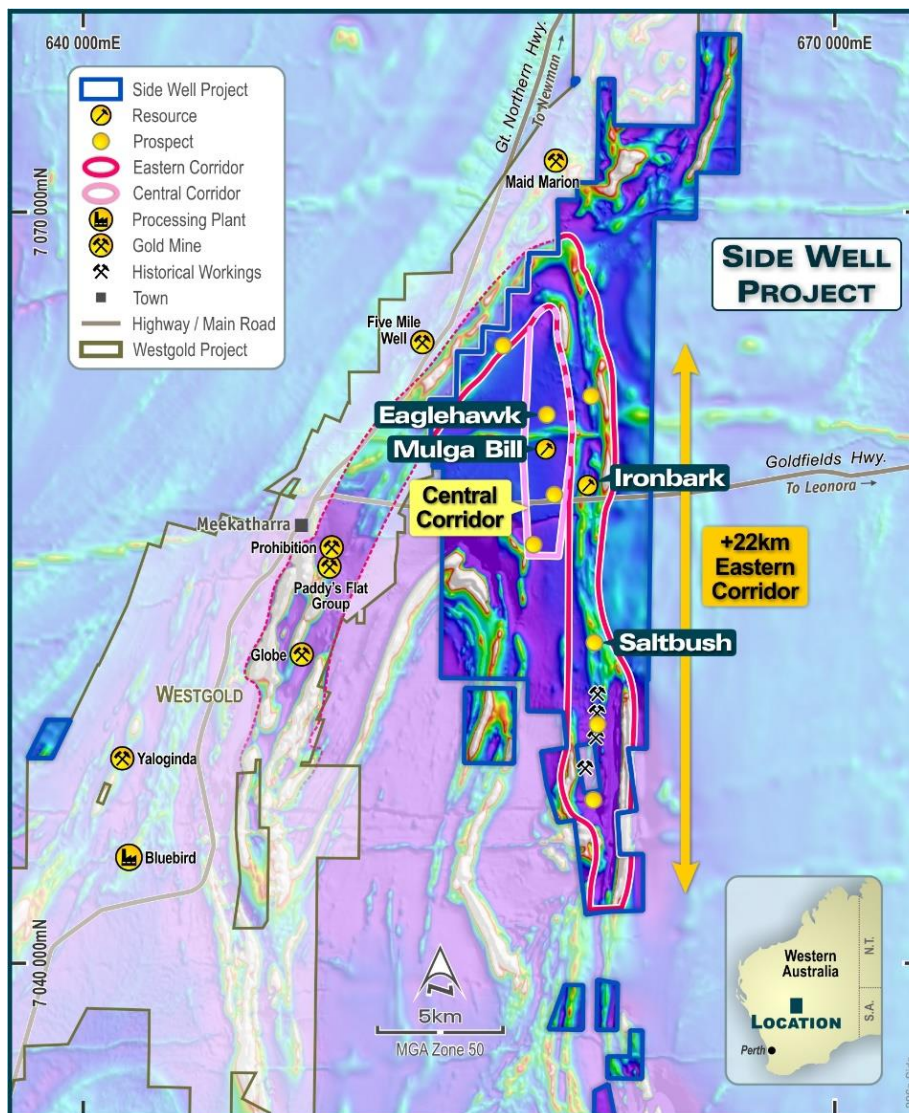 640 000mE
670 000mE
7 070 000mN
7 040 000mN
Side Well Project
Resource
Prospect
Eastern Corridor
Central Corridor
Processing Plant
Gold Mine
Historical Workings
Town
Highway / Main Road
Westgold Project
Gt. Northern Hwy.
To Newman →
Maid Marion
SIDE WELL
PROJECT
Five Mile
Well
Eaglehawk
Mulga Bill
Ironbark
Goldfields Hwy.
To Leonora →
Central
Corridor
Meekatharra
Prohibition
Paddy's Flat
Group
+22km
Eastern
Corridor
Globe
Saltbush
WESTGOLD
Yaloginda
Bluebird
N
5km
MGA Zone 50
Western
Australia
N.T.
S.A.
LOCATION
Perth